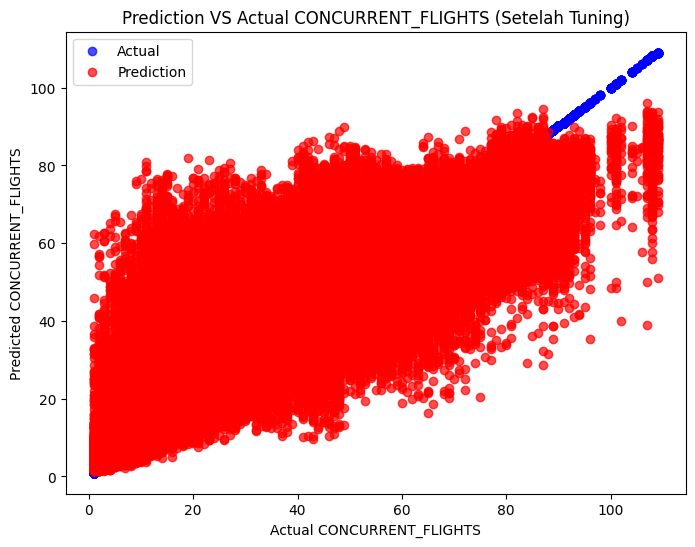 Prediction VS Actual CONCURRENT_FLIGHTS (Setelah Tuning)
Actual
Prediction
Predicted CONCURRENT_FLIGHTS
100
80
60
40
20
0
0 20 40 60 80 100
Actual CONCURRENT_FLIGHTS